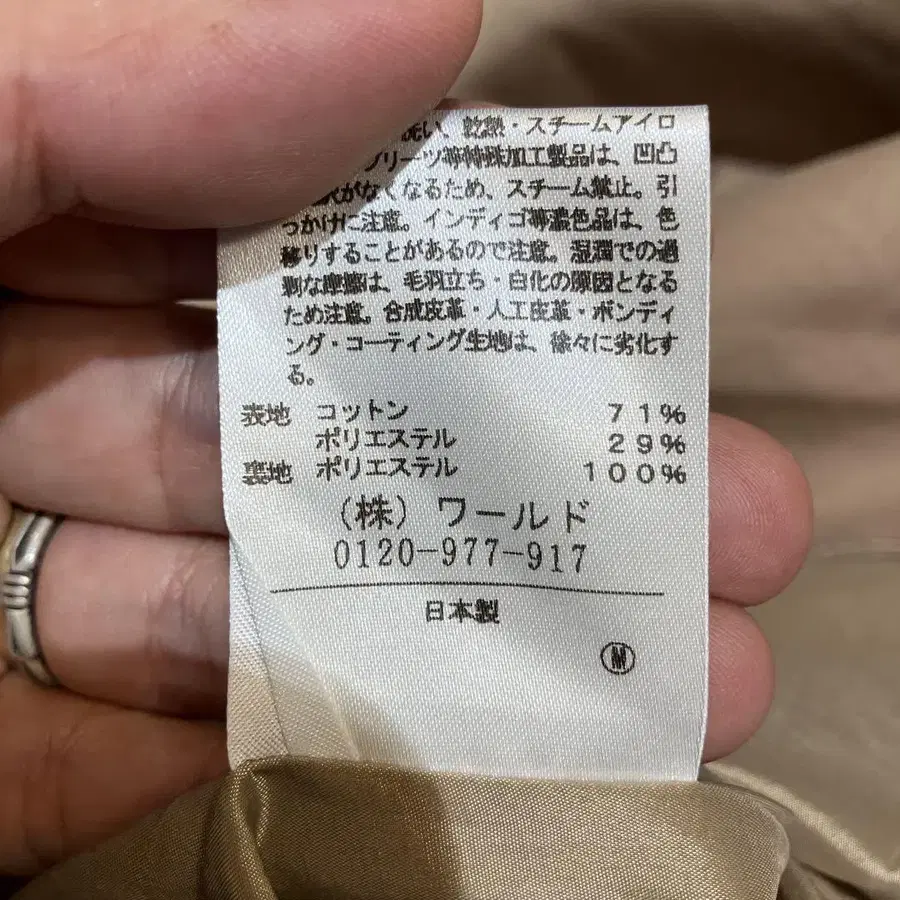 洗い、乾熱・スチームアイロ
プリーツ等特殊加工製品は、凹凸
がなくなるため、スチーム禁止。引
っかけに注意。インディゴ等濃色品は、色
移りすることがあるので注意。湿潤での過
剰な摩擦は、毛羽立ち・白化の原因となる
ため注意。合成皮革・人工皮革・ボンディ
ング・コーティング生地は、徐々に劣化す
る。
表地 コットン 71%
ポリエステル 29%
裏地 ポリエステル 100%
(株) ワールド
0120-977-917
日本製
M